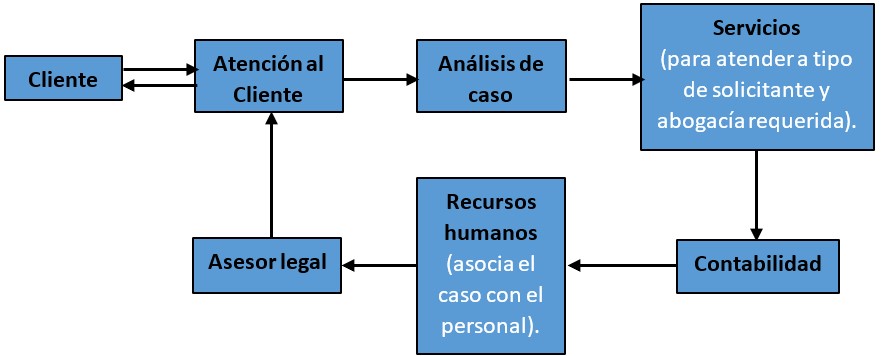 Cliente
Atención al
Cliente
Análisis de
caso
Servicios
(para atender a tipo
de solicitante y
abogacía requerida).
Asesor legal
Recursos
humanos
(asocia el
caso con el
personal).
Contabilidad